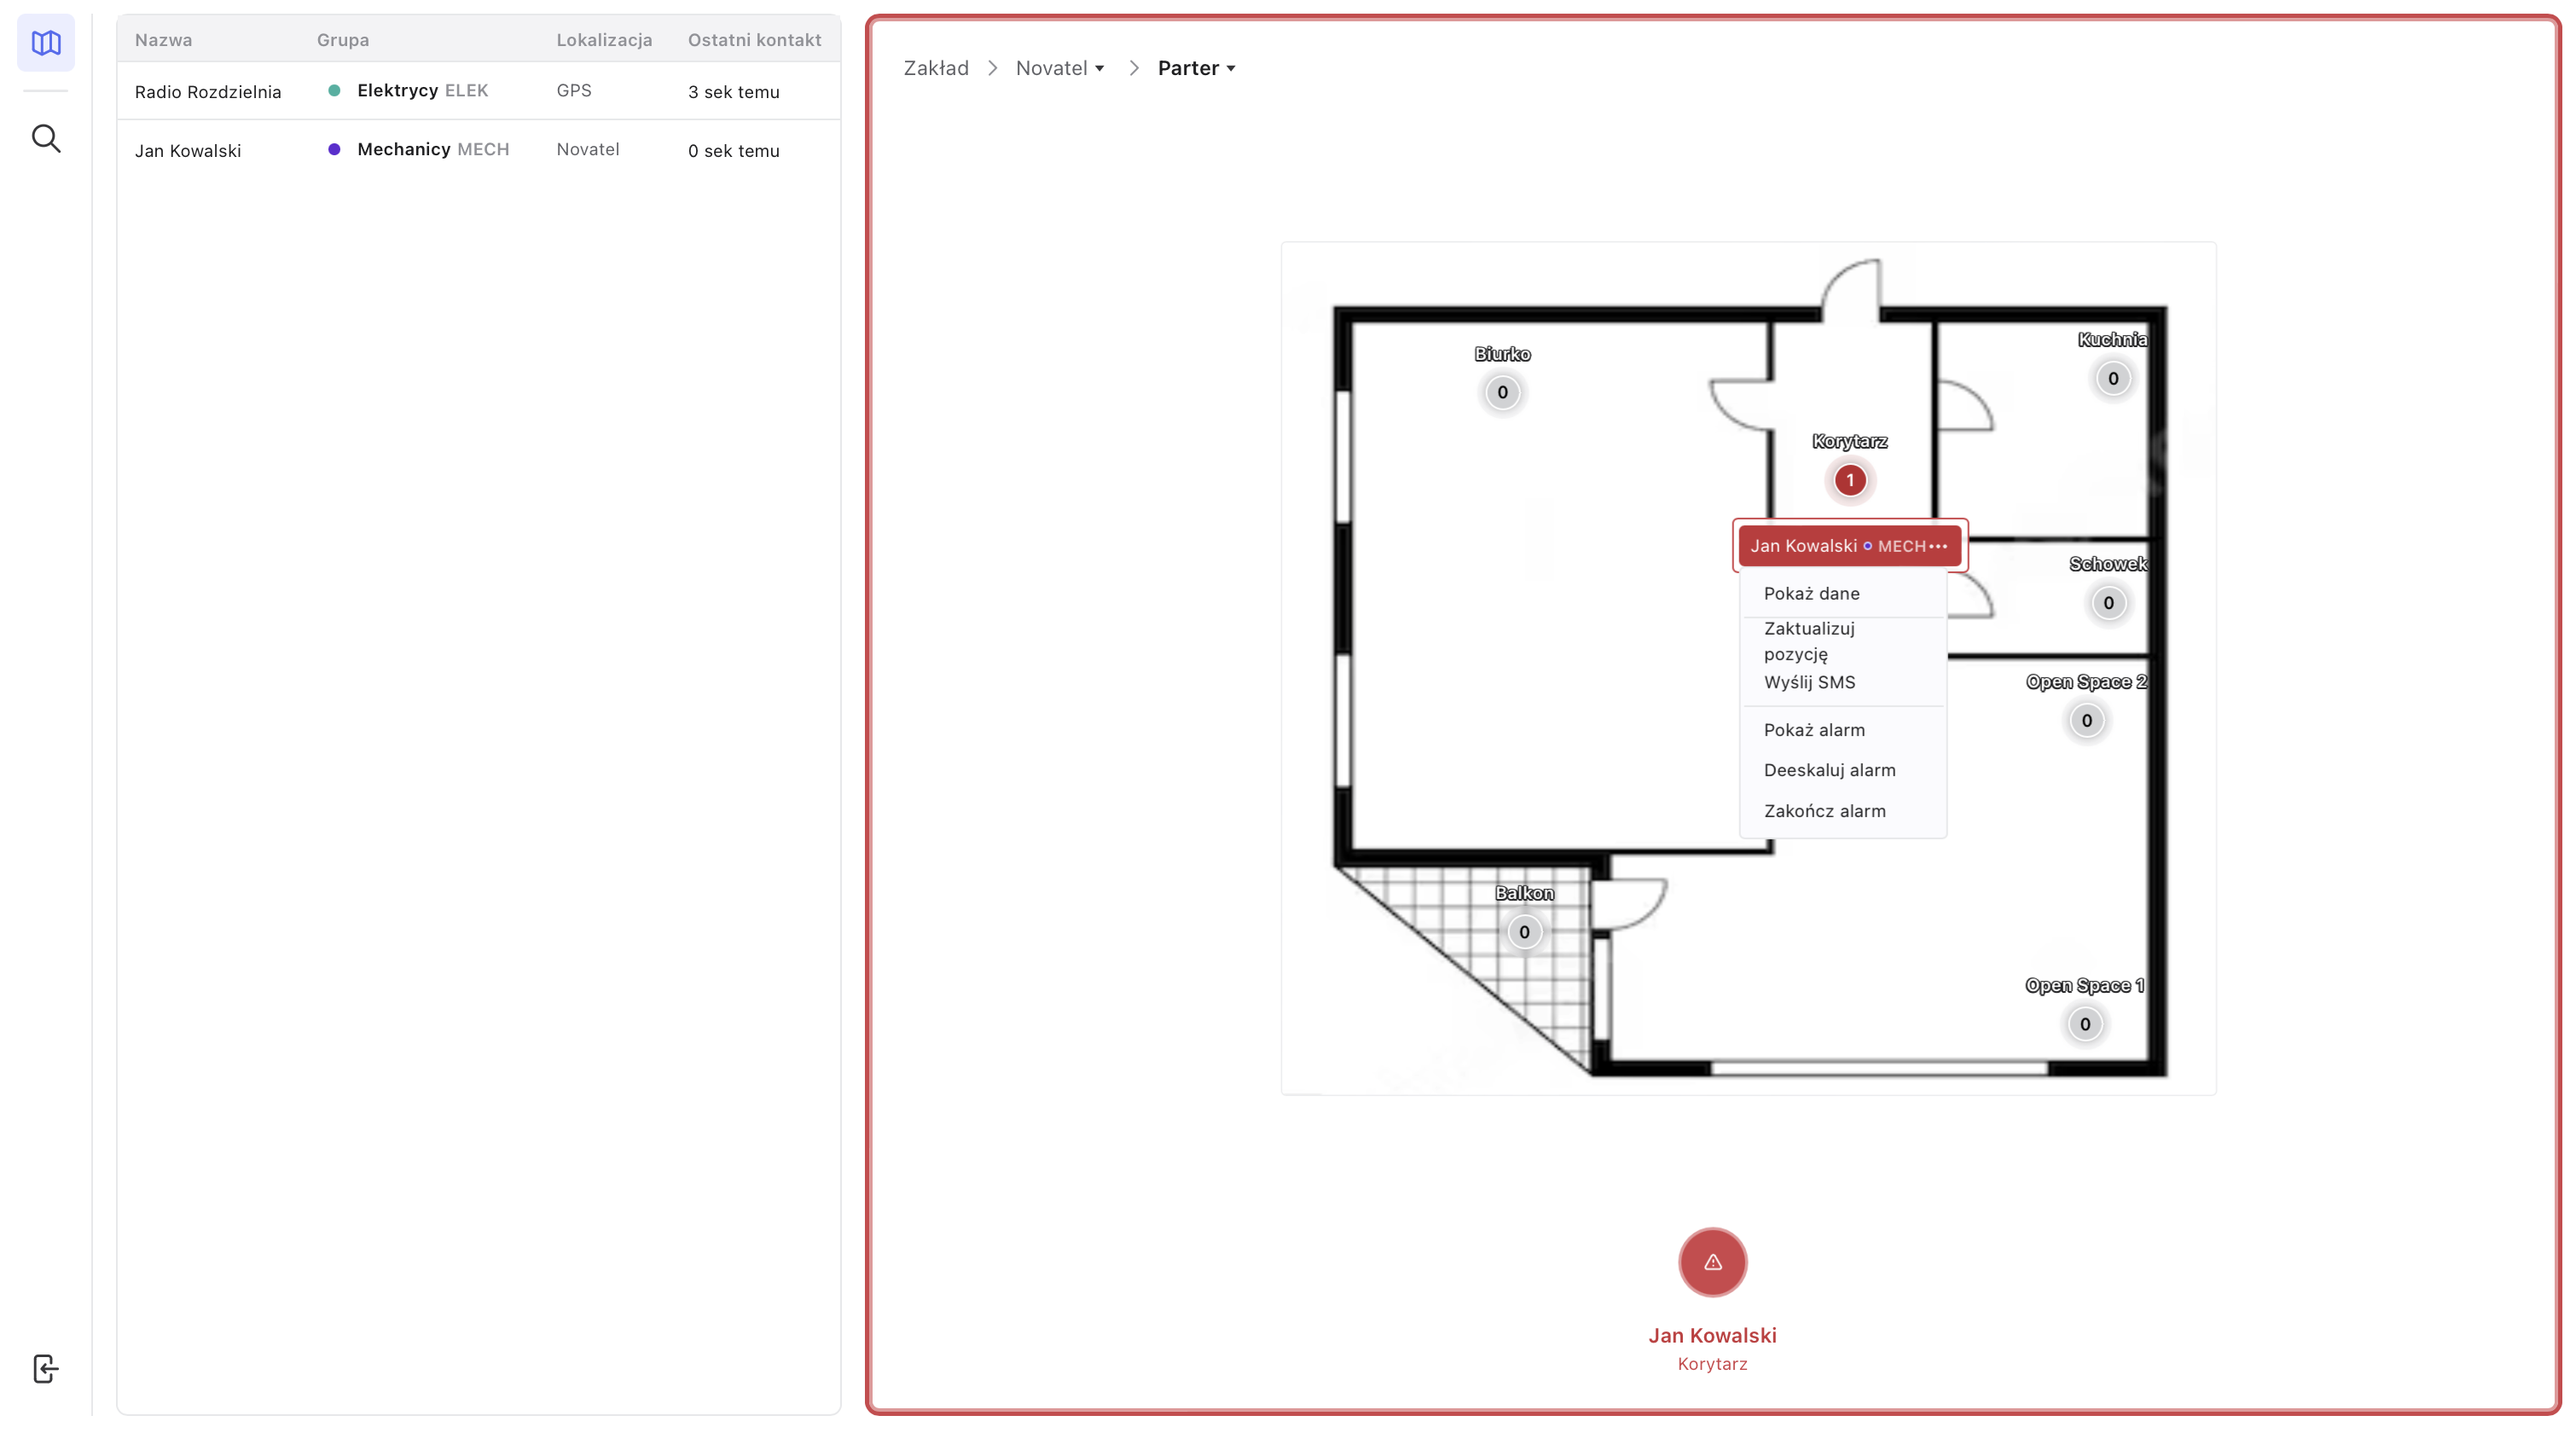 Nazwa Grupa Lokalizacja Ostatni kontakt
Radio Rozdzielnia Elektrycy ELEK GPS 3 sek temu
Jan Kowalski Mechanicy MECH Novatel 0 sek temu
Zakład Novatel Parter
Biurko
0
Kuchnia
0
Korytarz
1
Jan Kowalski MECH
Pokaż dane
Zaktualizuj
pozycję
Wyślij SMS
Pokaż alarm
Deeskaluj alarm
Zakończ alarm
Schowek
0
Open Space 2
0
Balkon
0
Open Space 1
0
Jan Kowalski
Korytarz